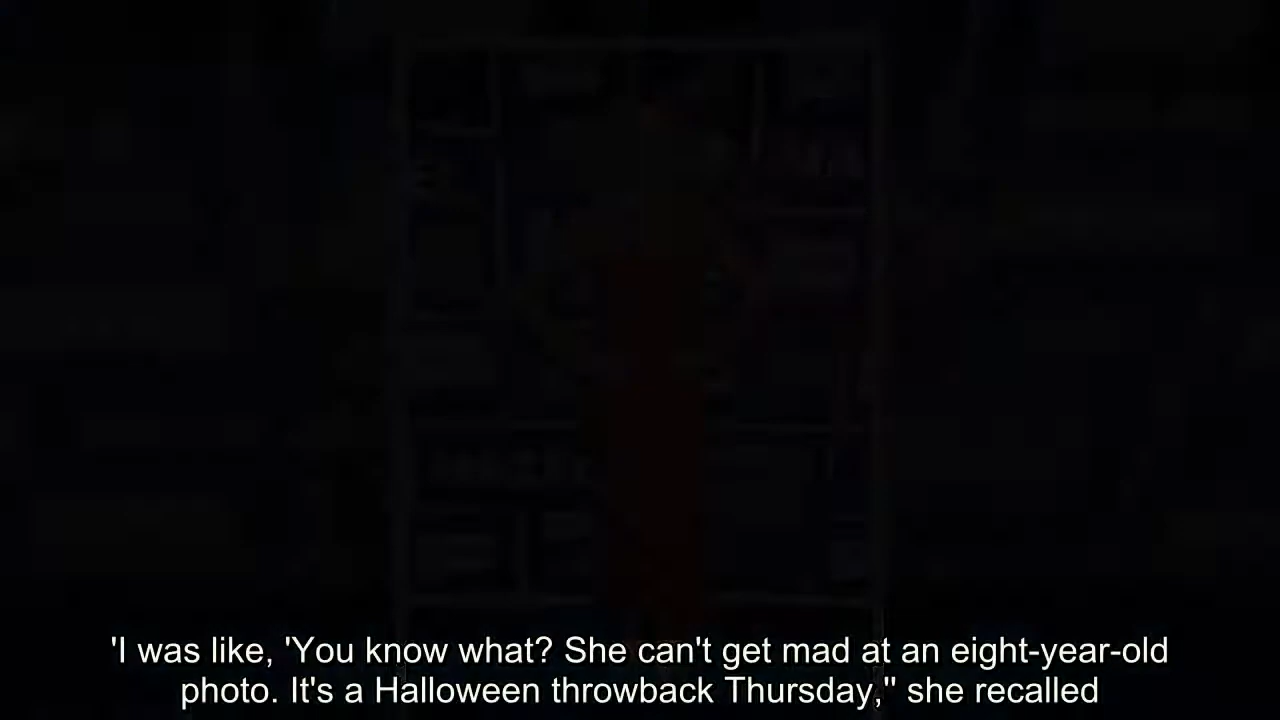 'I was like, 'You know what? She can't get mad at an eight-year-old
photo. It's a Halloween throwback Thursday,'' she recalled